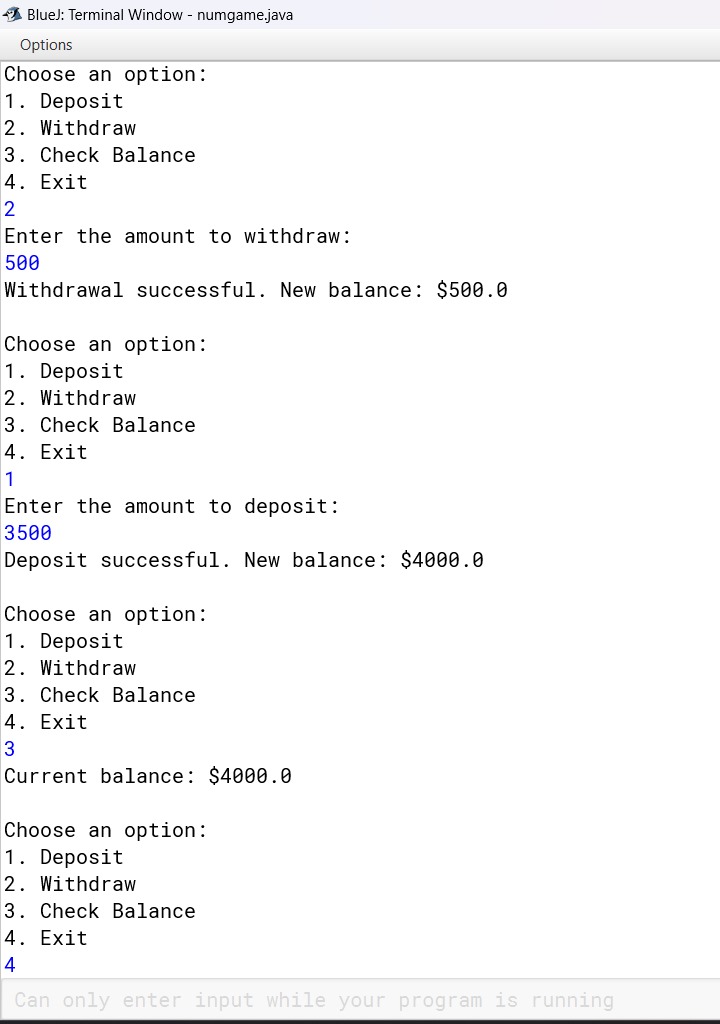 BlueJ: Terminal Window - numgame.java
Options
Choose an option:
1. Deposit
2. Withdraw
3. Check Balance
4. Exit
2
Enter the amount to withdraw:
500
Withdrawal successful. New balance: $500.0

Choose an option:
1. Deposit
2. Withdraw
3. Check Balance
4. Exit
1
Enter the amount to deposit:
3500
Deposit successful. New balance: $4000.0

Choose an option:
1. Deposit
2. Withdraw
3. Check Balance
4. Exit
3
Current balance: $4000.0

Choose an option:
1. Deposit
2. Withdraw
3. Check Balance
4. Exit
4
Can only enter input while your program is running